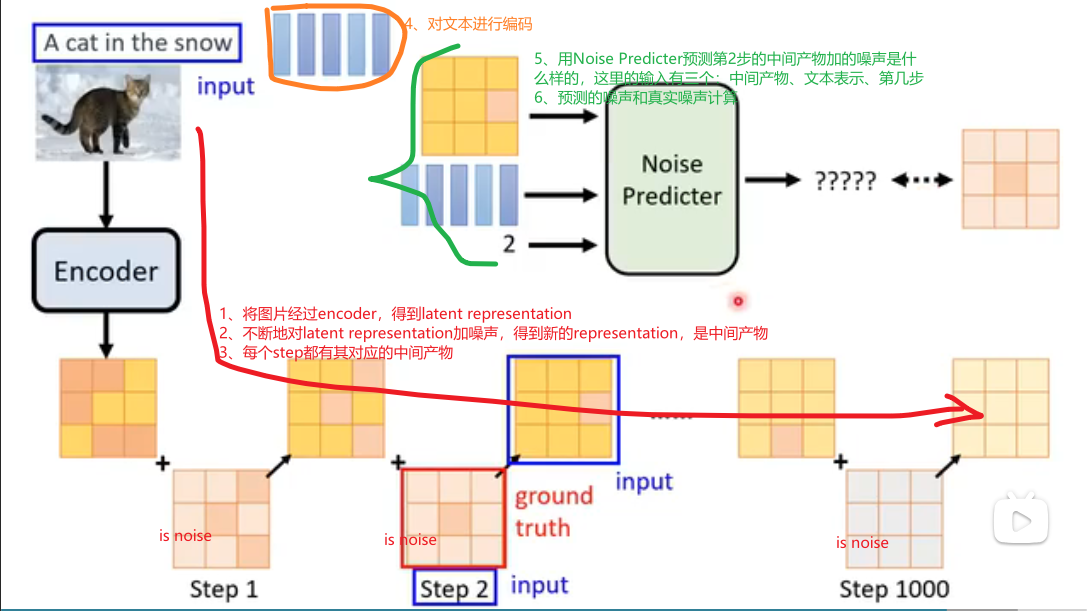 A cat in the snow
input
4、对文本进行编码
5、用Noise Predicter预测第2步的中间产物加的噪声是什
么样的，这里的输入有三个：中间产物、文本表示、第几步
6、预测的噪声和真实噪声计算
Noise
Predicter
?????
2
Encoder
1、将图片经过encoder，得到latent representation
2、不断地对latent representation加噪声，得到新的representation，是中间产物
3、每个step都有其对应的中间产物
......
+
+
+
input
ground
truth
is noise
is noise
is noise
Step 1
Step 2
input
Step 1000